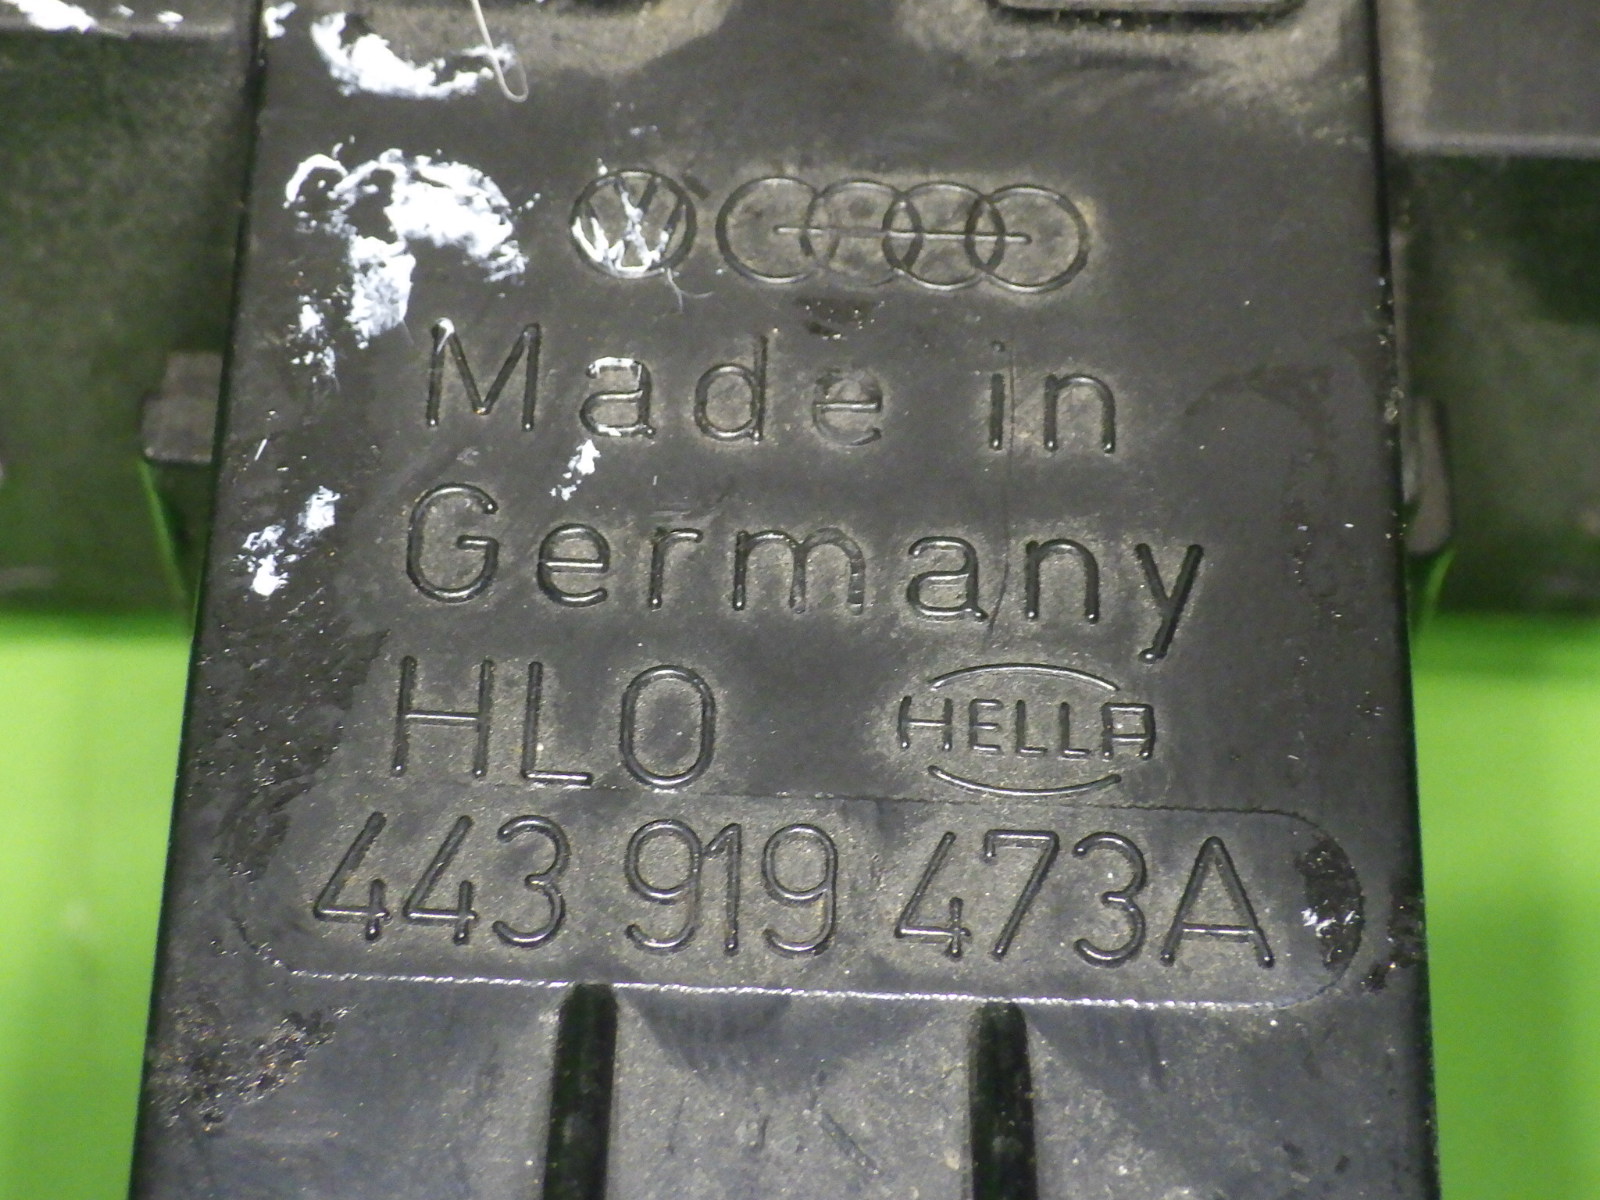 Made in
Germany
HLO HELLA
443 919 473A